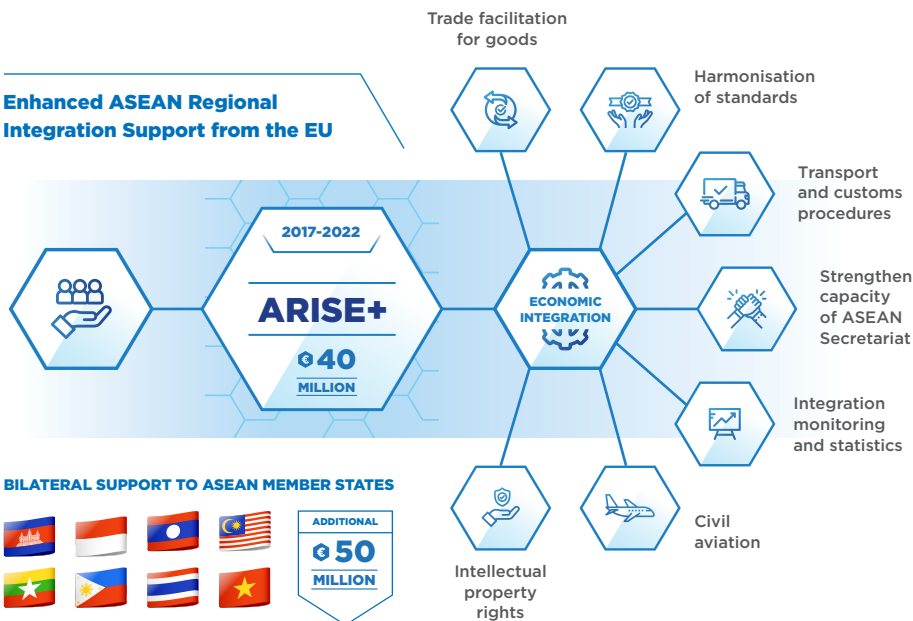 Trade facilitation
for goods
Enhanced ASEAN Regional
Integration Support from the EU
Harmonisation
of standards
Transport
and customs
procedures
2017-2022
ARISE+
€ 40
MILLION
ECONOMIC
INTEGRATION
Strengthen
capacity
of ASEAN
Secretariat
Integration
monitoring
and statistics
BILATERAL SUPPORT TO ASEAN MEMBER STATES
ADDITIONAL
€ 50
MILLION
Civil
aviation
Intellectual
property
rights